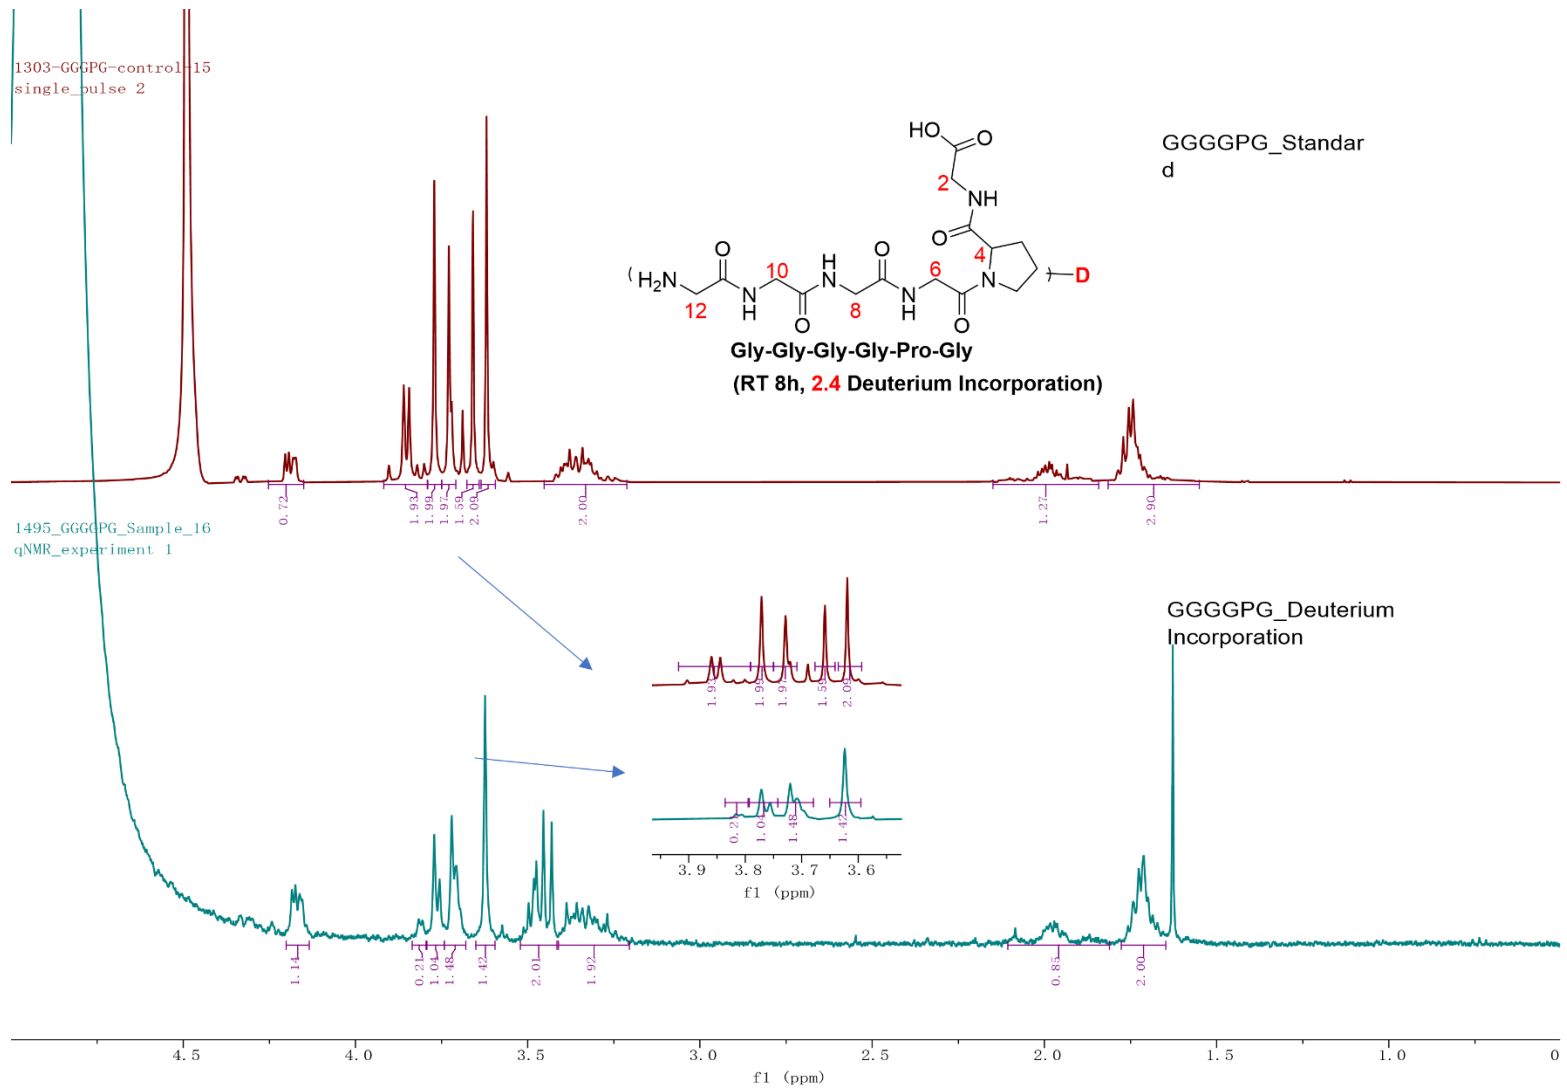 1303-GGGPG-control-15
single_pulse 2
GGGGPG_Standar
d
HO
O
2
NH
O
4
( H2N
O
10
H
N
O
6
) D
12
N
H
O
8
N
H
O
N
Gly-Gly-Gly-Gly-Pro-Gly
(RT 8h, 2.4 Deuterium Incorporation)
0.72
1.93
1.99
1.97
1.59
2.09
2.00
1.27
2.90
1495_GGGGPG_Sample_16
qNMR_experiment 1
GGGGPG_Deuterium
Incorporation
1.99
1.97
1.59
2.09
1.04
1.48
1.42
3.9 3.8 3.7 3.6
f1 (ppm)
1.14
0.21
1.04
1.48
1.42
2.01
1.92
0.85
2.00
4.5 4.0 3.5 3.0 2.5 2.0 1.5 1.0 0
f1 (ppm)